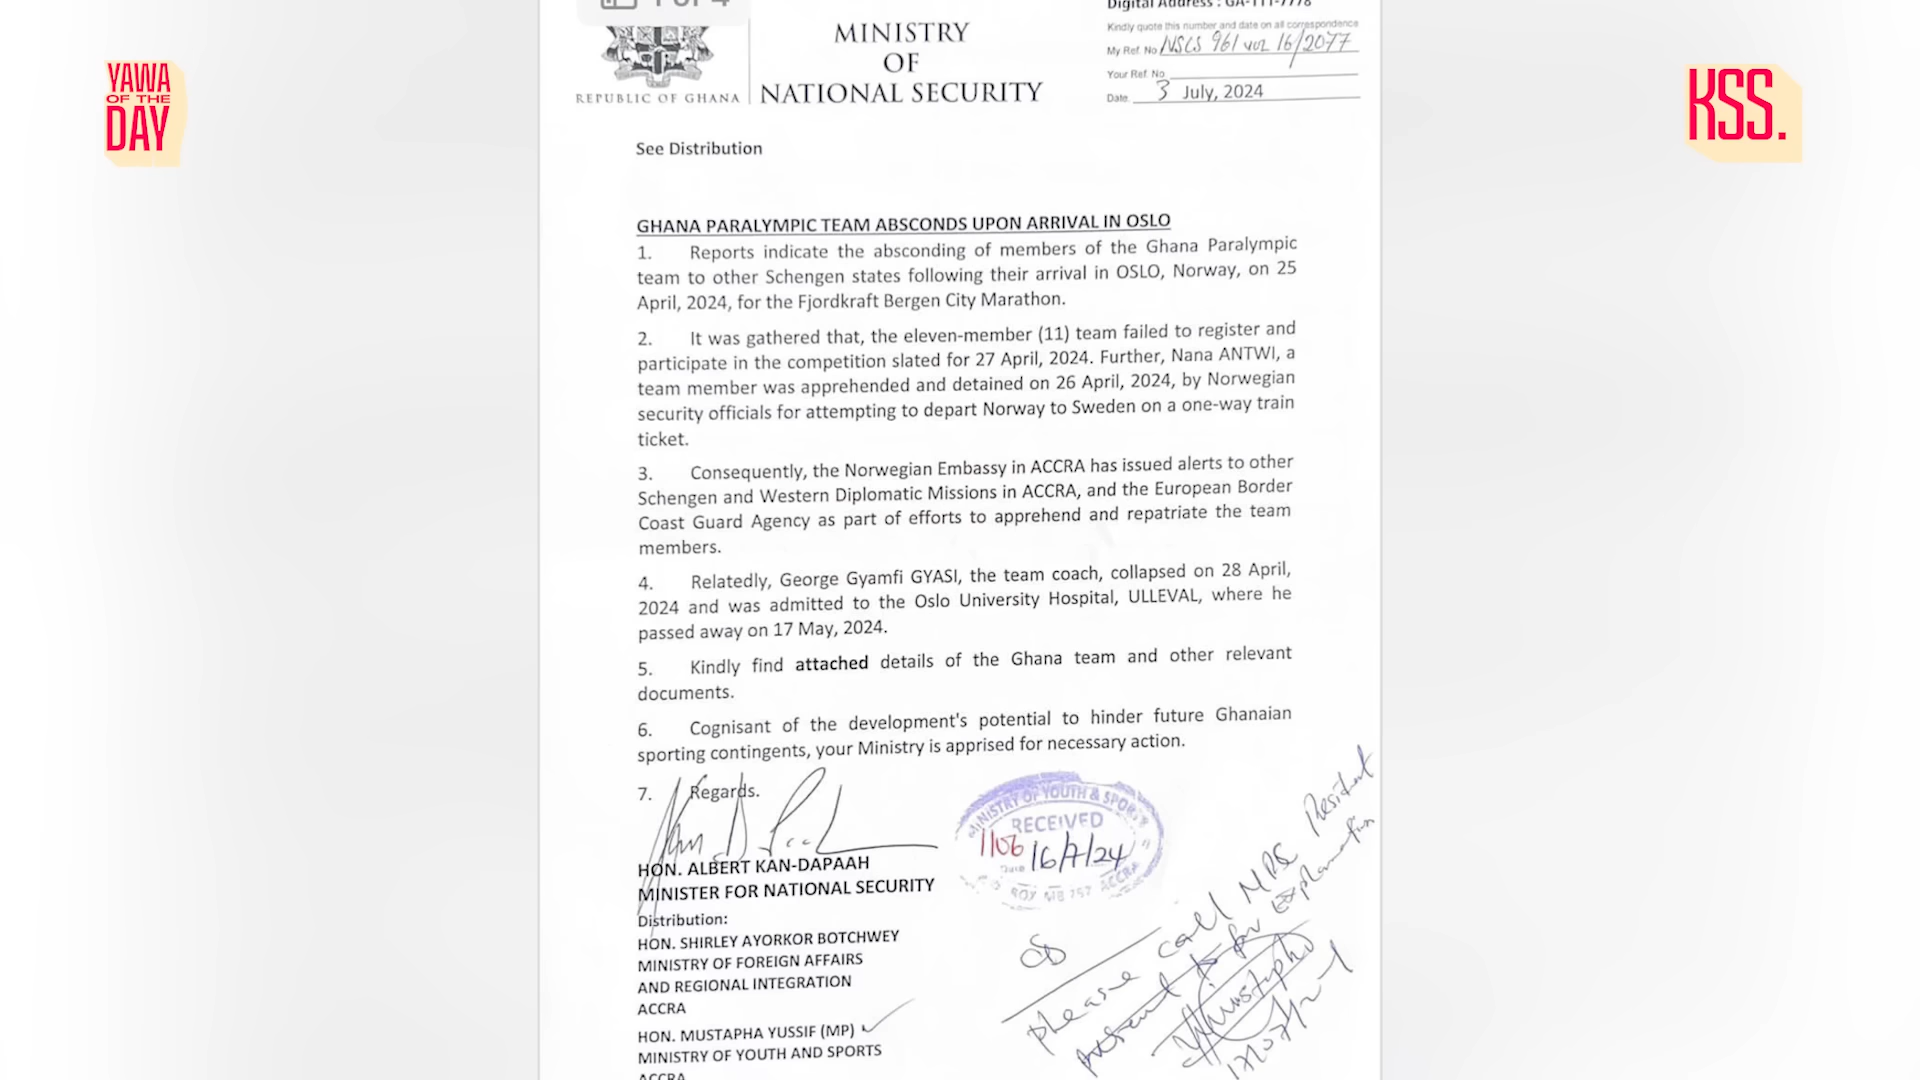 1 of 4
Digital Address : GA-111-7778
Kindly quote this number and date on all correspondence
MINISTRY
OF
NATIONAL SECURITY
REPUBLIC OF GHANA
My Ref. No NSCS 961 VOL 16/2077
Your Ref. No
Date 3 July, 2024
YAWA
OF THE
DAY
KSS.
See Distribution
GHANA PARALYMPIC TEAM ABSCONDS UPON ARRIVAL IN OSLO
1. Reports indicate the absconding of members of the Ghana Paralympic
team to other Schengen states following their arrival in OSLO, Norway, on 25
April, 2024, for the Fjordkraft Bergen City Marathon.
2. It was gathered that, the eleven-member (11) team failed to register and
participate in the competition slated for 27 April, 2024. Further, Nana ANTWI, a
team member was apprehended and detained on 26 April, 2024, by Norwegian
security officials for attempting to depart Norway to Sweden on a one-way train
ticket.
3. Consequently, the Norwegian Embassy in ACCRA has issued alerts to other
Schengen and Western Diplomatic Missions in ACCRA, and the European Border
Coast Guard Agency as part of efforts to apprehend and repatriate the team
members.
4. Relatedly, George Gyamfi GYASI, the team coach, collapsed on 28 April,
2024 and was admitted to the Oslo University Hospital, ULLEVAL, where he
passed away on 17 May, 2024.
5. Kindly find attached details of the Ghana team and other relevant
documents.
6. Cognisant of the development's potential to hinder future Ghanaian
sporting contingents, your Ministry is apprised for necessary action.
7. Regards.
HON. ALBERT KAN-DAPAAH
MINISTER FOR NATIONAL SECURITY
Distribution:
HON. SHIRLEY AYORKOR BOTCHWEY
MINISTRY OF FOREIGN AFFAIRS
AND REGIONAL INTEGRATION
ACCRA
HON. MUSTAPHA YUSSIF (MP)
MINISTRY OF YOUTH AND SPORTS
ACCRA
MINISTRY OF YOUTH & SPORTS
RECEIVED
1106
Date 16/7/24
ACCRA
CD
please call
for explanation